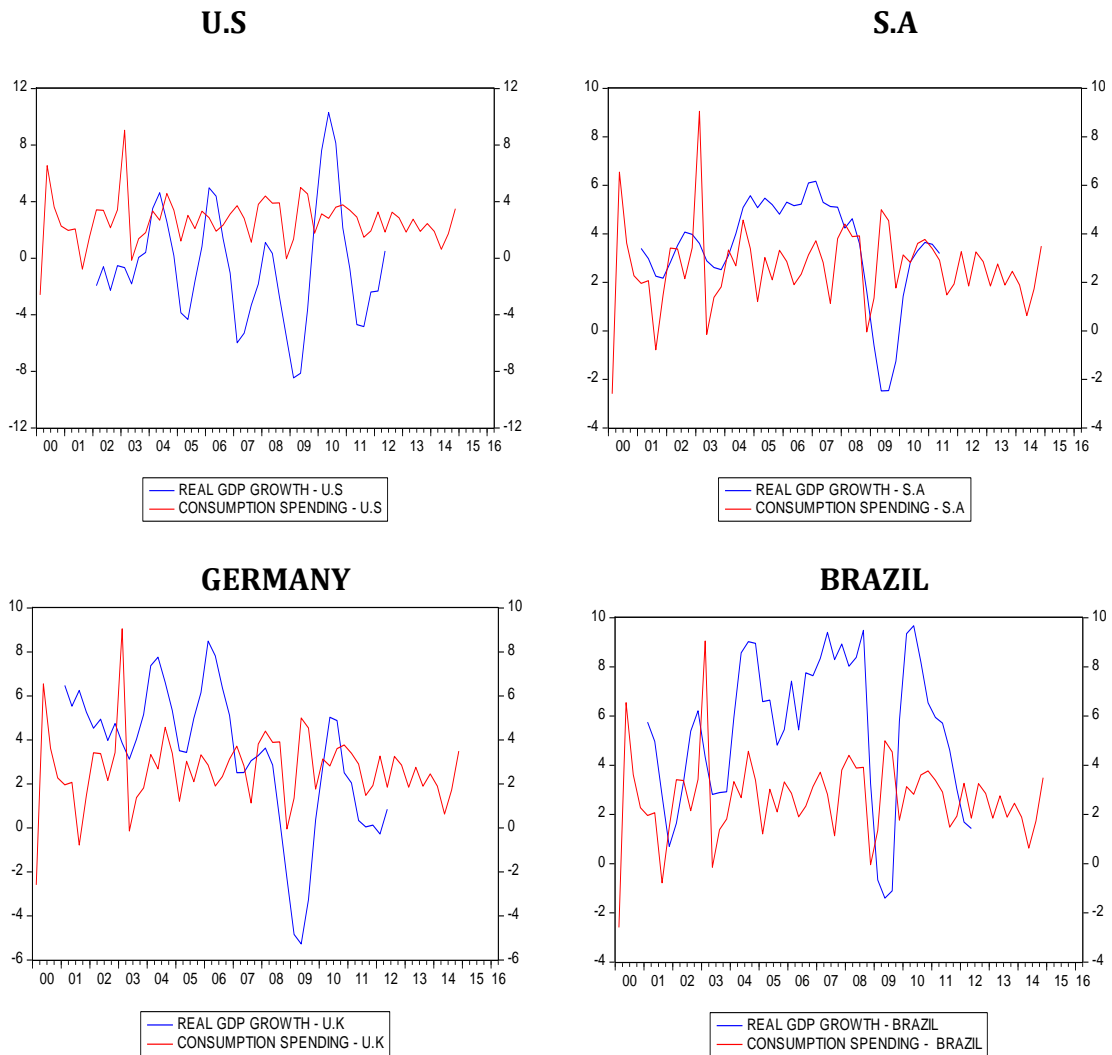 U.S
S.A
12 12
8 8
4 4
0 0
-4 -4
-8 -8
-12 -12
00 01 02 03 04 05 06 07 08 09 10 11 12 13 14 15 16
REAL GDP GROWTH - U.S
CONSUMPTION SPENDING - U.S
10 10
8 8
6 6
4 4
2 2
0 0
-2 -2
-4 -4
00 01 02 03 04 05 06 07 08 09 10 11 12 13 14 15 16
REAL GDP GROWTH - S.A
CONSUMPTION SPENDING - S.A
GERMANY
BRAZIL
10 10
8 8
6 6
4 4
2 2
0 0
-2 -2
-4 -4
-6 -6
00 01 02 03 04 05 06 07 08 09 10 11 12 13 14 15 16
REAL GDP GROWTH - U.K
CONSUMPTION SPENDING - U.K
10 10
8 8
6 6
4 4
2 2
0 0
-2 -2
-4 -4
00 01 02 03 04 05 06 07 08 09 10 11 12 13 14 15 16
REAL GDP GROWTH - BRAZIL
CONSUMPTION SPENDING - BRAZIL